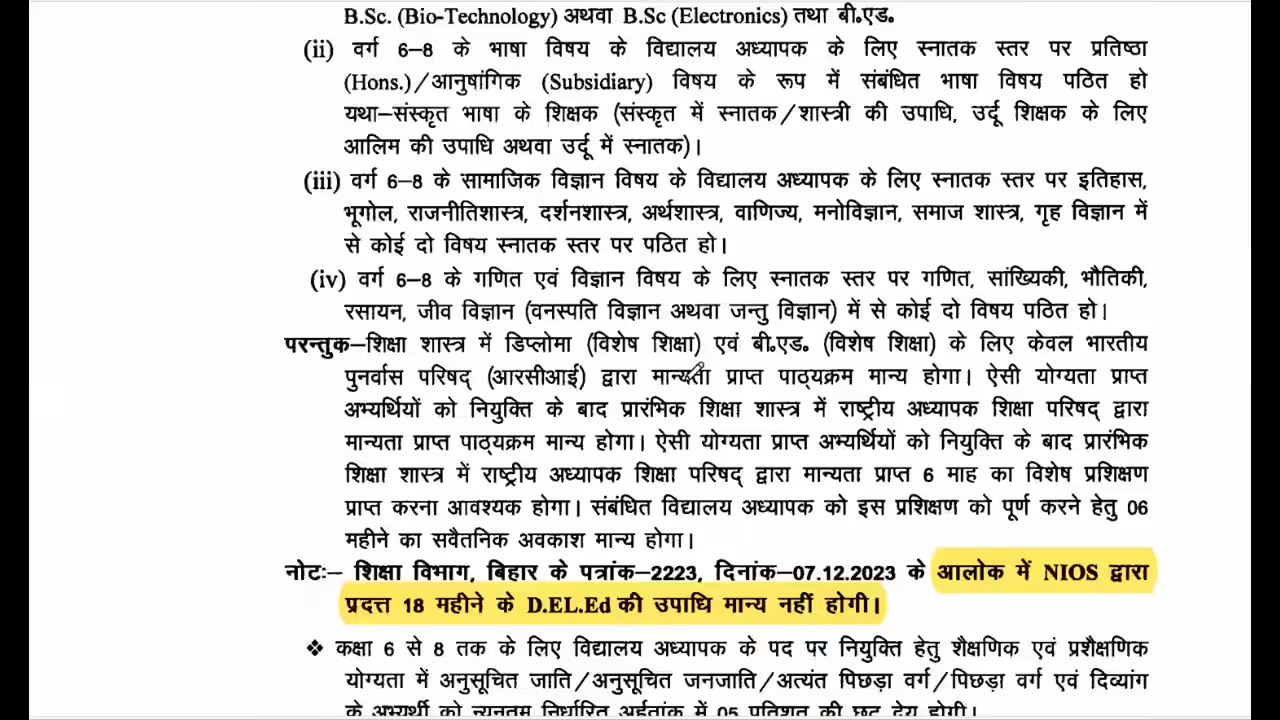 B.Sc. (Bio-Technology) अथवा B.Sc (Electronics) तथा बी.एड.
(ii) वर्ग 6–8 के भाषा विषय के विद्यालय अध्यापक के लिए स्नातक स्तर पर प्रतिष्ठा
(Hons.)/आनुषांगिक (Subsidiary) विषय के रूप में संबंधित भाषा विषय पठित हो
यथा–संस्कृत भाषा के शिक्षक (संस्कृत में स्नातक/शास्त्री की उपाधि, उर्दू शिक्षक के लिए
आलिम की उपाधि अथवा उर्दू में स्नातक)।
(iii) वर्ग 6–8 के सामाजिक विज्ञान विषय के विद्यालय अध्यापक के लिए स्नातक स्तर पर इतिहास,
भूगोल, राजनीतिशास्त्र, दर्शनशास्त्र, अर्थशास्त्र, वाणिज्य, मनोविज्ञान, समाज शास्त्र, गृह विज्ञान में
से कोई दो विषय स्नातक स्तर पर पठित हो।
(iv) वर्ग 6–8 के गणित एवं विज्ञान विषय के लिए स्नातक स्तर पर गणित, सांख्यिकी, भौतिकी,
रसायन, जीव विज्ञान (वनस्पति विज्ञान अथवा जन्तु विज्ञान) में से कोई दो विषय पठित हो।
परन्तुक–शिक्षा शास्त्र में डिप्लोमा (विशेष शिक्षा) एवं बी.एड. (विशेष शिक्षा) के लिए केवल भारतीय
पुनर्वास परिषद् (आरसीआई) द्वारा मान्यता प्राप्त पाठ्यक्रम मान्य होगा। ऐसी योग्यता प्राप्त
अभ्यर्थियों को नियुक्ति के बाद प्रारंभिक शिक्षा शास्त्र में राष्ट्रीय अध्यापक शिक्षा परिषद् द्वारा
मान्यता प्राप्त पाठ्यक्रम मान्य होगा। ऐसी योग्यता प्राप्त अभ्यर्थियों को नियुक्ति के बाद प्रारंभिक
शिक्षा शास्त्र में राष्ट्रीय अध्यापक शिक्षा परिषद् द्वारा मान्यता प्राप्त 6 माह का विशेष प्रशिक्षण
प्राप्त करना आवश्यक होगा। संबंधित विद्यालय अध्यापक को इस प्रशिक्षण को पूर्ण करने हेतु 06
महीने का सवैतनिक अवकाश मान्य होगा।
नोटः– शिक्षा विभाग, बिहार के पत्रांक–2223, दिनांक–07.12.2023 के आलोक में NIOS द्वारा
प्रदत्त 18 महीने के D.EL.Ed की उपाधि मान्य नहीं होगी।
❖ कक्षा 6 से 8 तक के लिए विद्यालय अध्यापक के पद पर नियुक्ति हेतु शैक्षणिक एवं प्रशैक्षणिक
योग्यता में अनुसूचित जाति/अनुसूचित जनजाति/अत्यंत पिछड़ा वर्ग/पिछड़ा वर्ग एवं दिव्यांग
के अभ्यर्थी को न्यूनतम निर्धारित अर्हतांक में 05 प्रतिशत की छूट देय होगी।